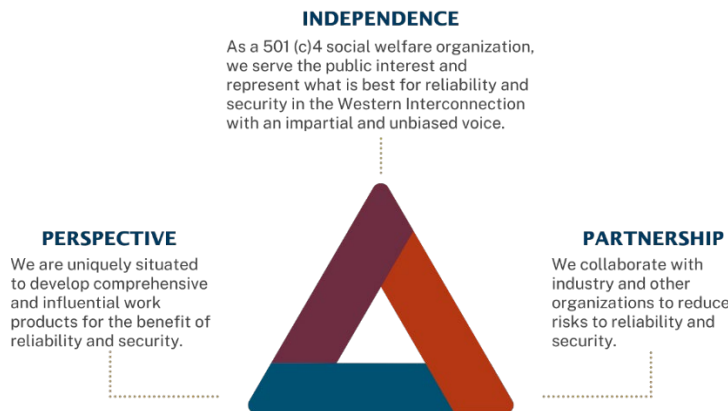 INDEPENDENCE
As a 501 (c)4 social welfare organization,
we serve the public interest and
represent what is best for reliability and
security in the Western Interconnection
with an impartial and unbiased voice.
PERSPECTIVE
We are uniquely situated
to develop comprehensive
and influential work
products for the benefit of
reliability and security.
PARTNERSHIP
We collaborate with
industry and other
organizations to reduce
risks to reliability and
security.